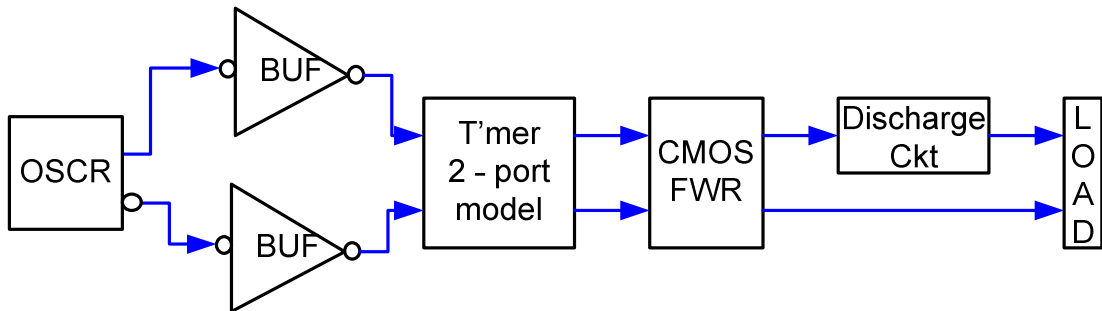 OSCR
BUF
BUF
T'mer
2 - port
model
CMOS
FWR
Discharge
Ckt
L
O
A
D